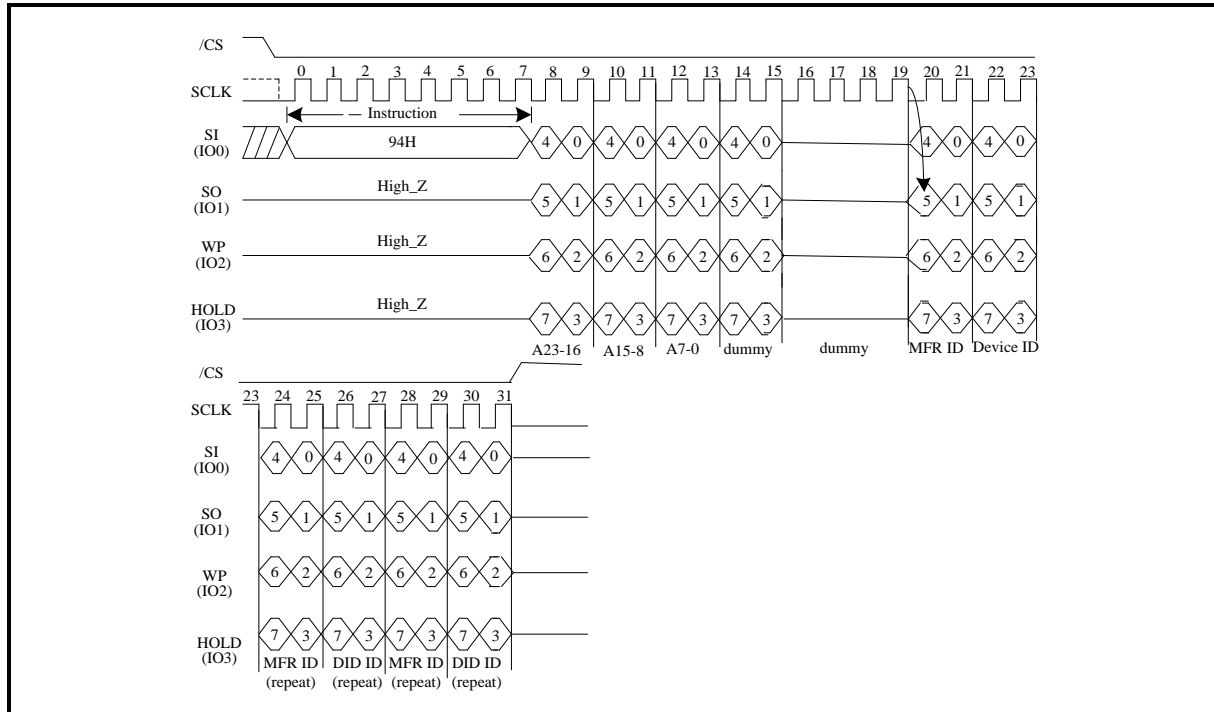 /CS
0 1 2 3 4 5 6 7 8 9 10 11 12 13 14 15 16 17 18 19 20 21 22 23
SCLK
Instruction
SI
(IO0)
94H
4 0 4 0 4 0 4 0 4 0 4 0
SO
(IO1)
High_Z
5 1 5 1 5 1 5 1 5 1 5 1
WP
(IO2)
High_Z
6 2 6 2 6 2 6 2 6 2 6 2
HOLD
(IO3)
High_Z
7 3 7 3 7 3 7 3 7 3 7 3
A23-16 A15-8 A7-0 dummy dummy MFR ID Device ID
/CS
23 24 25 26 27 28 29 30 31
SCLK
SI
(IO0)
4 0 4 0 4 0 4 0
SO
(IO1)
5 1 5 1 5 1 5 1
WP
(IO2)
6 2 6 2 6 2 6 2
HOLD
(IO3)
7 3 7 3 7 3 7 3
MFR ID DID ID MFR ID DID ID
(repeat) (repeat) (repeat) (repeat)